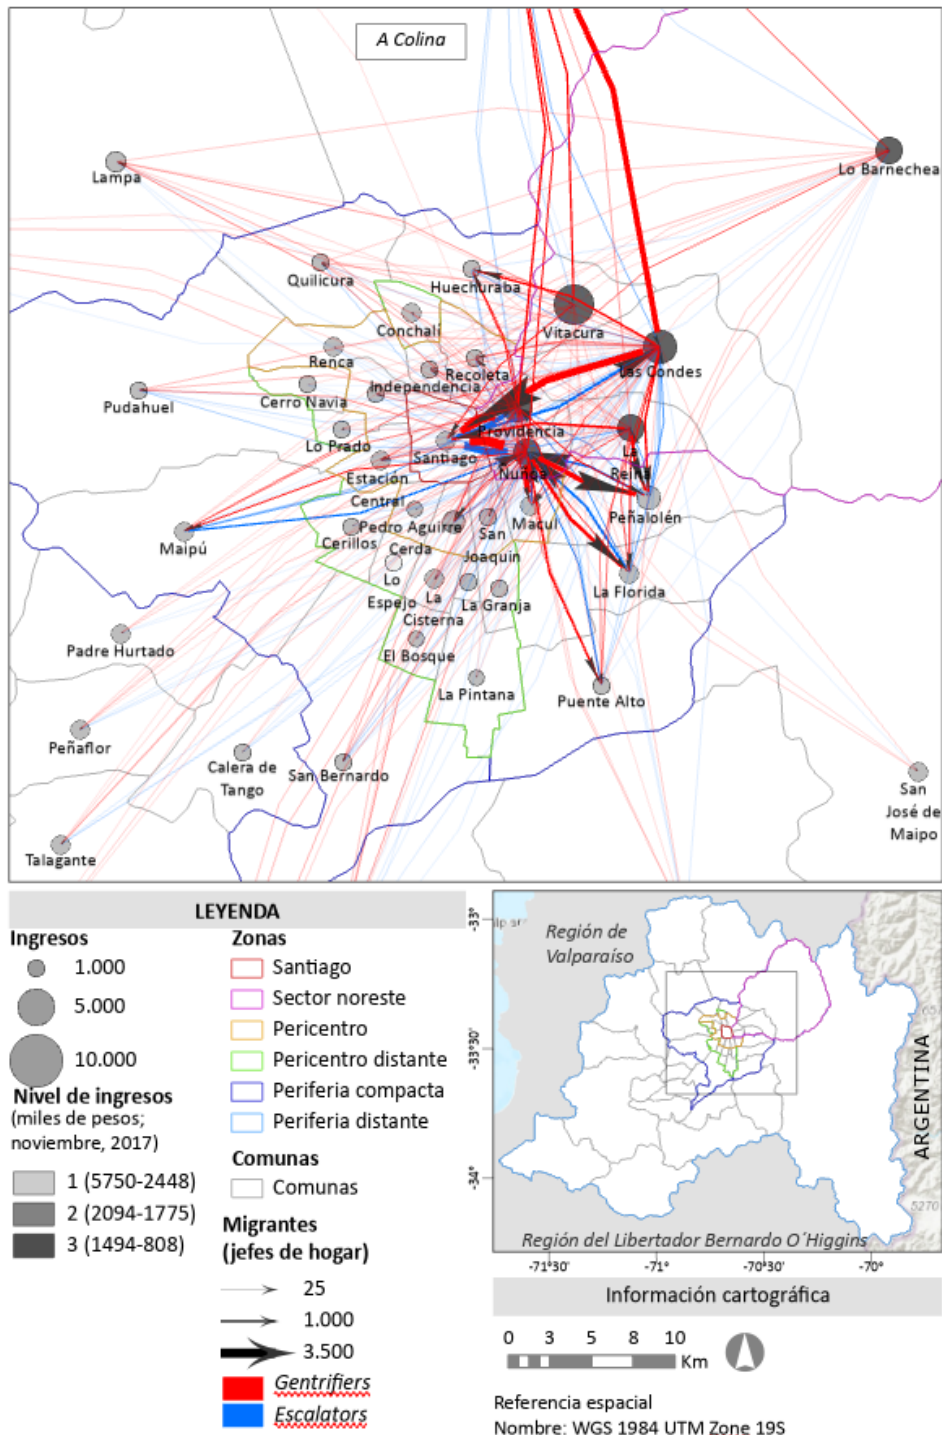 A Colina
Lo Barnechea
Lampa
Quilicura
Huechuraba
Conchalí
Vitacura
Renca
Recoleta
Las Condes
Independencia
Cerro Navia
Pudahuel
Lo Prado
Providencia
Santiago
La
Reina
Ñuñoa
Estación
Central
Peñalolén
Macul
Pedro Aguirre
Cerda
San
Joaquin
Maipú
Cerillos
Lo
Espejo
La
Cisterna
La Granja
La Florida
Padre Hurtado
El Bosque
La Pintana
Puente Alto
Peñaflor
Calera de
Tango
San Bernardo
San
José de
Maipo
Talagante
LEYENDA
Ingresos
1.000
5.000
10.000
Nivel de ingresos
(miles de pesos;
noviembre, 2017)
1 (5750-2448)
2 (2094-1775)
3 (1494-808)
Zonas
Santiago
Sector noreste
Pericentro
Pericentro distante
Periferia compacta
Periferia distante
Comunas
Comunas
Migrantes
(jefes de hogar)
25
1.000
3.500
Gentrifiers
Escalators
-33°
-33°30'
-34°
Región de
Valparaíso
ARGENTINA
5270
Región del Libertador Bernardo O´Higgins
-71°30'
-71°
-70°30'
-70°
Información cartográfica
0 3 5 8 10
Km
Referencia espacial
Nombre: WGS 1984 UTM Zone 19S